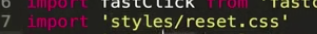 6 import fastClick from 'fastc
7 import 'styles/reset.css'